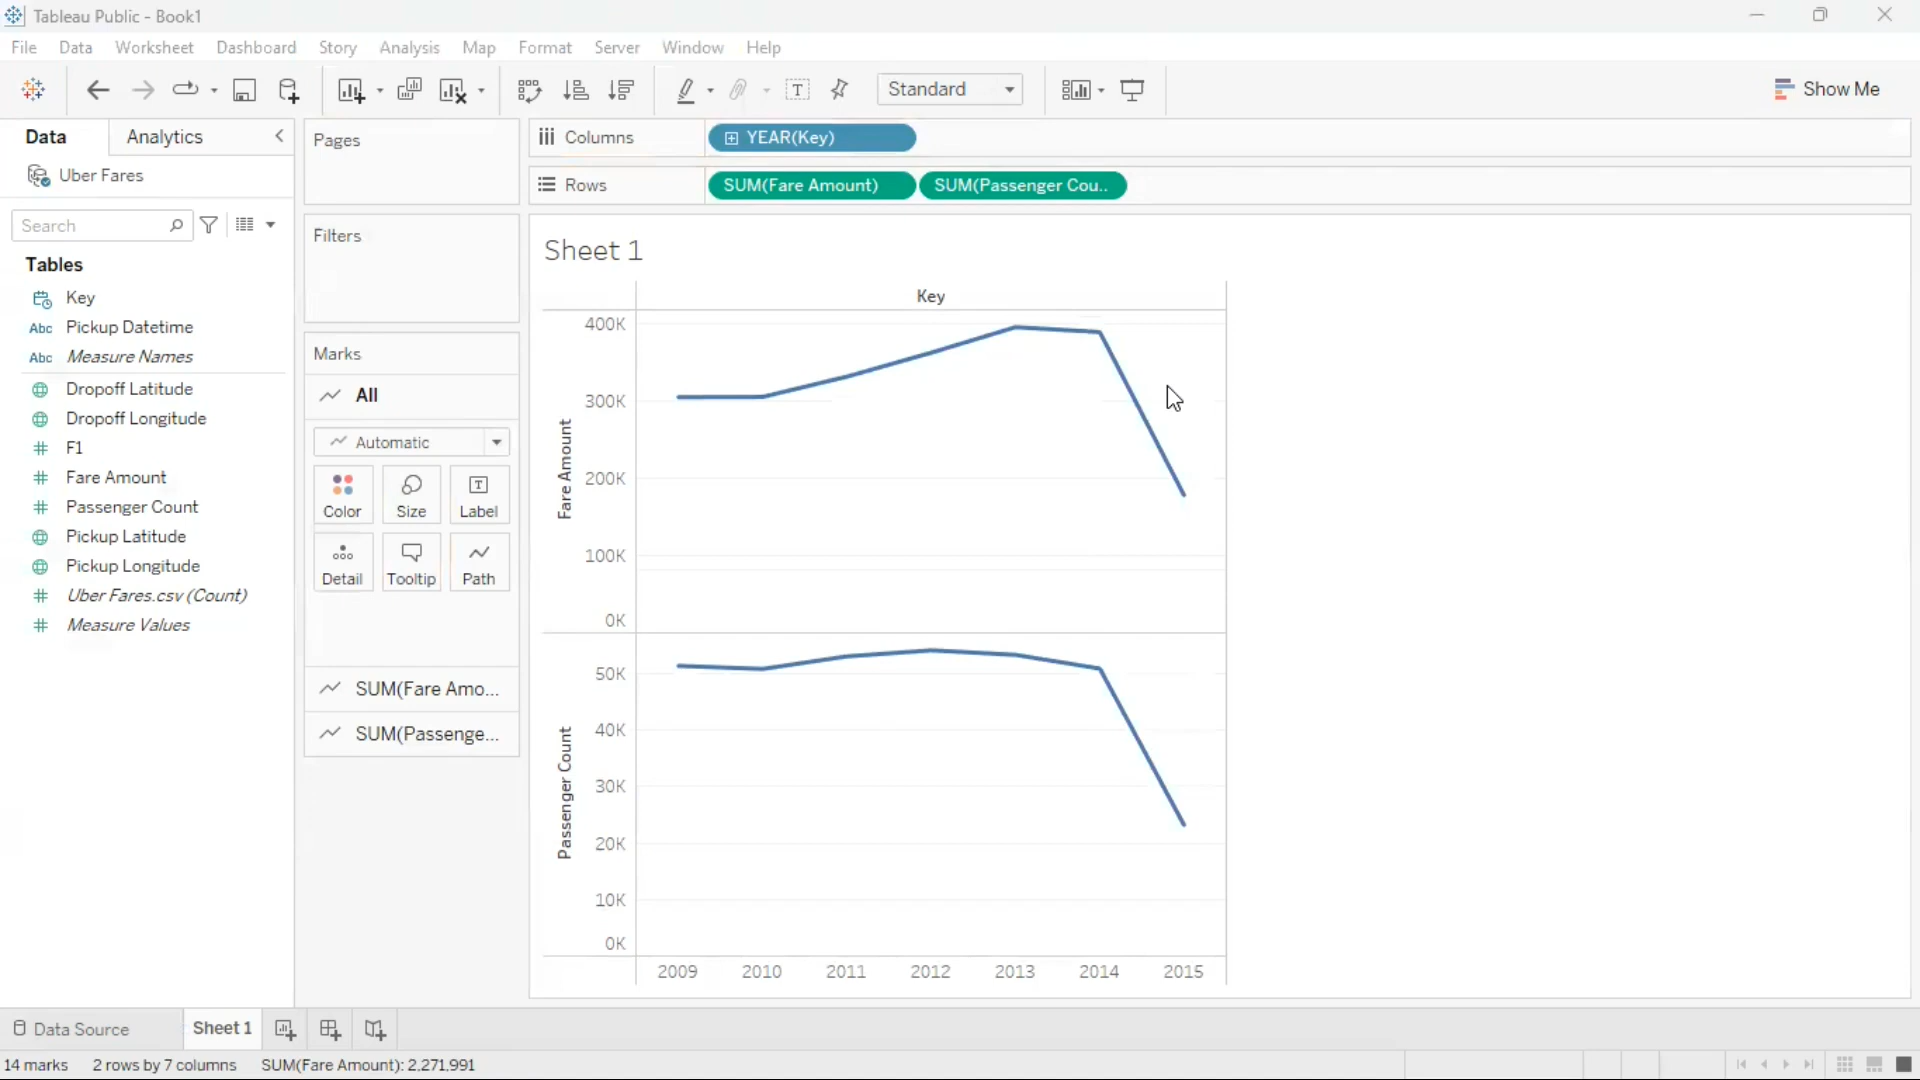 Tableau Public - Book1
File Data Worksheet Dashboard Story Analysis Map Format Server Window Help
Standard
Show Me
Data Analytics
Uber Fares
Search
Tables
Key
Abc Pickup Datetime
Abc Measure Names
Dropoff Latitude
Dropoff Longitude
F1
Fare Amount
Passenger Count
Pickup Latitude
Pickup Longitude
Uber Fares.csv (Count)
Measure Values
Pages
Filters
Marks
All
Automatic
Color Size Label
Detail Tooltip Path
SUM(Fare Amo...
SUM(Passenge...
Columns YEAR(Key)
Rows SUM(Fare Amount) SUM(Passenger Cou..
Sheet 1
Key
400K
300K
200K
100K
0K
Fare Amount
50K
40K
30K
20K
10K
0K
Passenger Count
2009 2010 2011 2012 2013 2014 2015
Data Source Sheet 1
14 marks 2 rows by 7 columns SUM(Fare Amount): 2,271,991